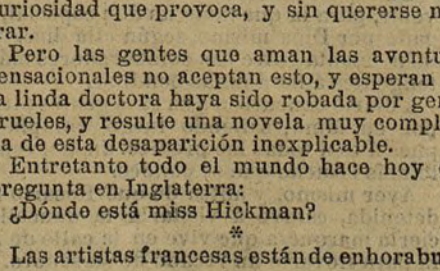 uriosidad que provoca, y sin quererse m
rar.
Pero las gentes que aman las aventu
ensacionales no aceptan esto, y esperan
a linda doctora haya sido robada por gen
rueles, y resulte una novela muy compl
a de esta desaparición inexplicable.
Entretanto todo el mundo hace hoy
regunta en Inglaterra:
¿Dónde está miss Hickman?
*
Las artistas francesas están de enhorabu